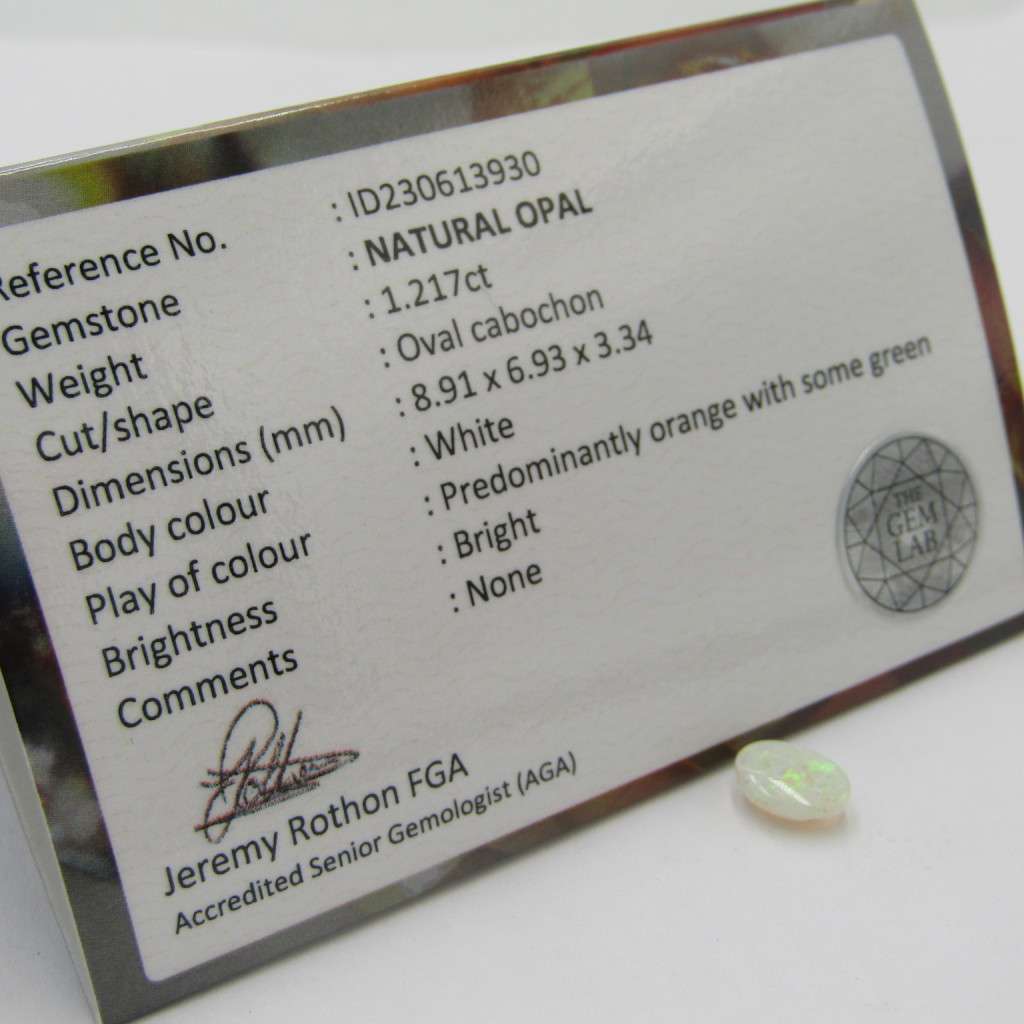 Reference No. : ID230613930
Gemstone : NATURAL OPAL
Weight : 1.217ct
Cut/shape : Oval cabochon
Dimensions (mm) : 8.91 x 6.93 x 3.34
Body colour : White
Play of colour : Predominantly orange with some green
Brightness : Bright
Comments : None
THE
GEM
LAB
Jeremy Rothon FGA
Accredited Senior Gemologist (AGA)